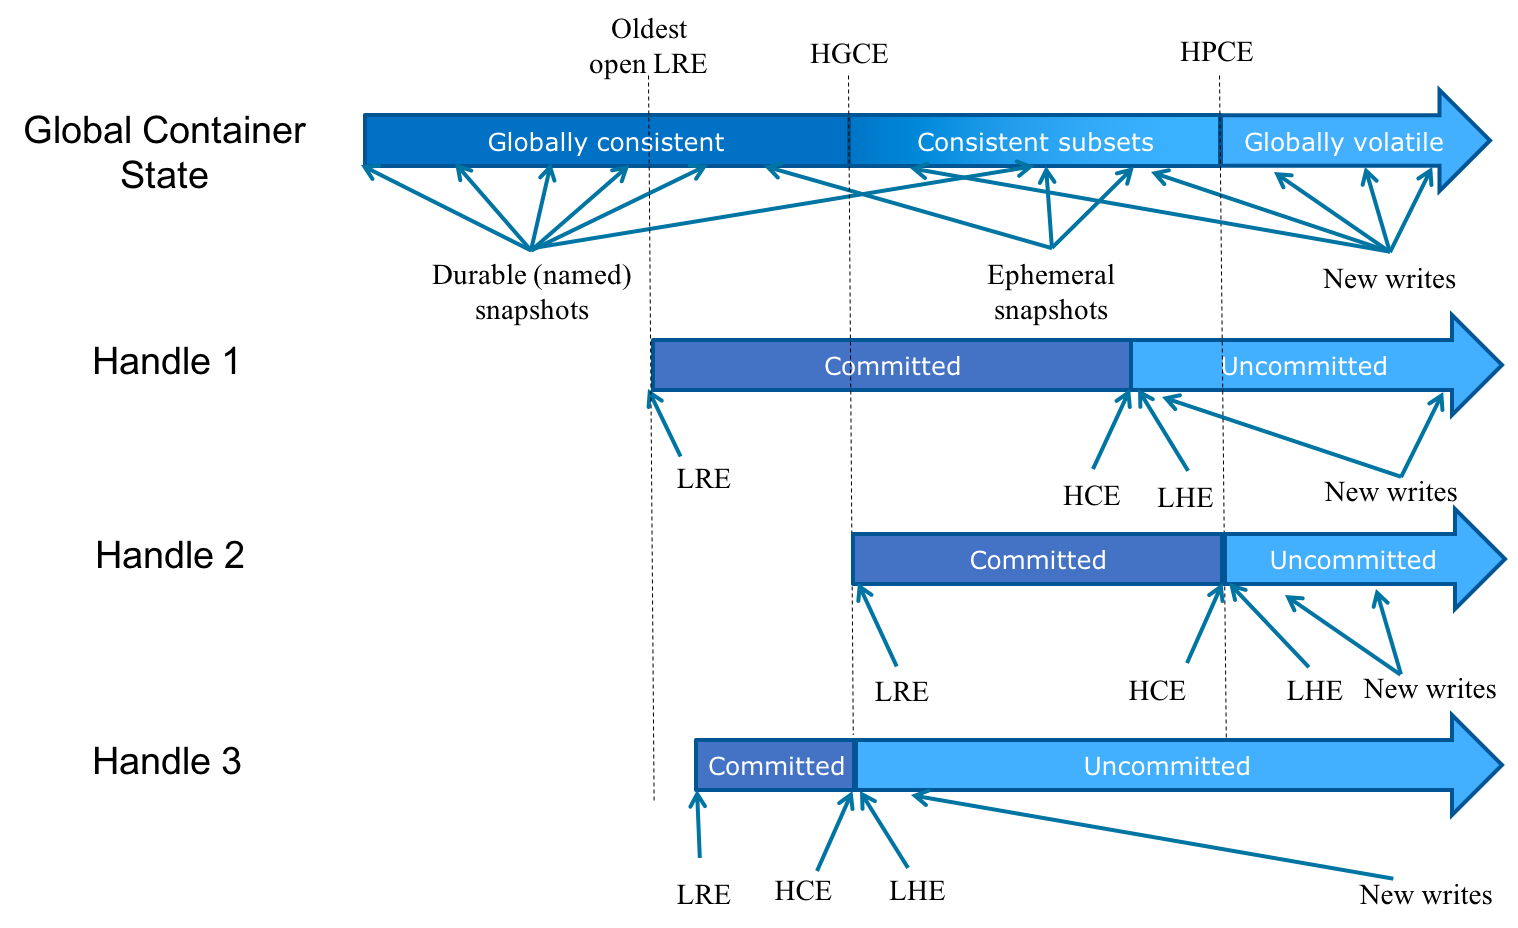 Oldest
open LRE
HGCE
HPCE
Global Container
State
Globally consistent
Consistent subsets
Globally volatile
Durable (named)
snapshots
Ephemeral
snapshots
New writes
Handle 1
Committed
Uncommitted
LRE
HCE
LHE
New writes
Handle 2
Committed
Uncommitted
LRE
HCE
LHE
New writes
Handle 3
Committed
Uncommitted
LRE
HCE
LHE
New writes